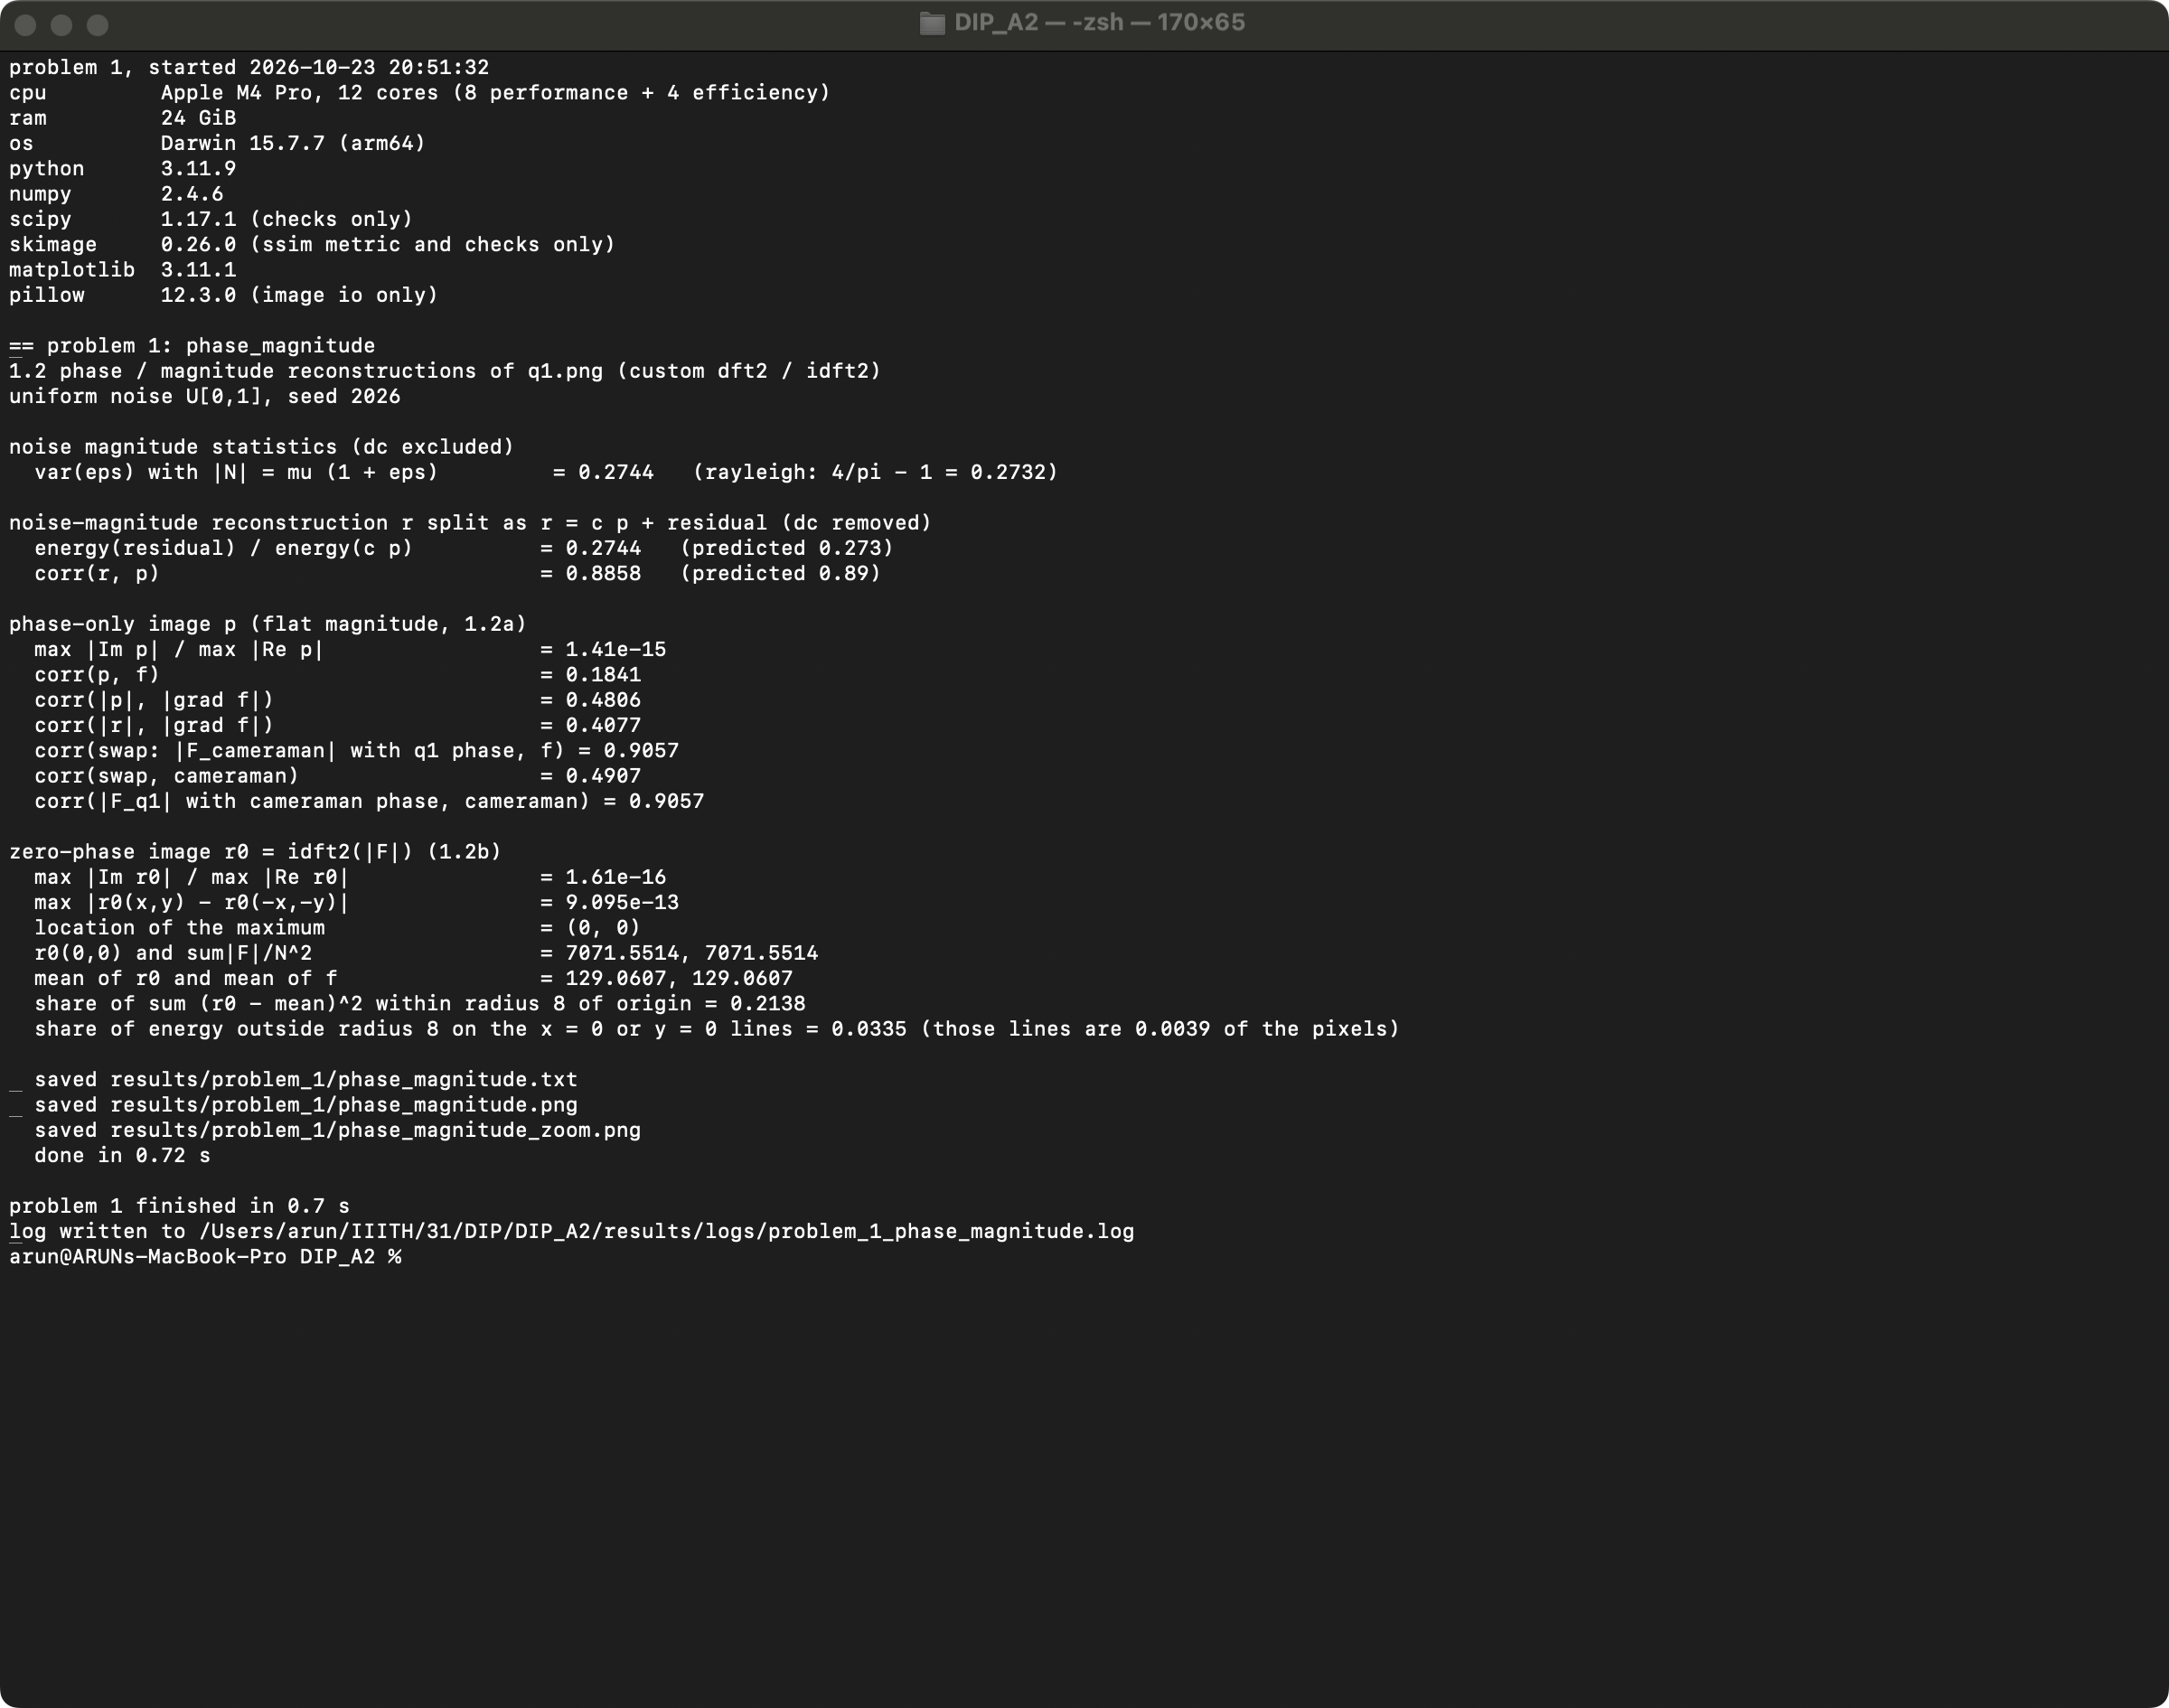 DIP_A2 — -zsh — 170×65
problem 1, started 2026-10-23 20:51:32
cpu         Apple M4 Pro, 12 cores (8 performance + 4 efficiency)
ram         24 GiB
os          Darwin 15.7.7 (arm64)
python      3.11.9
numpy       2.4.6
scipy       1.17.1 (checks only)
skimage     0.26.0 (ssim metric and checks only)
matplotlib  3.11.1
pillow      12.3.0 (image io only)

== problem 1: phase_magnitude
1.2 phase / magnitude reconstructions of q1.png (custom dft2 / idft2)
uniform noise U[0,1], seed 2026

noise magnitude statistics (dc excluded)
  var(eps) with |N| = mu (1 + eps)         = 0.2744   (rayleigh: 4/pi - 1 = 0.2732)

noise-magnitude reconstruction r split as r = c p + residual (dc removed)
  energy(residual) / energy(c p)          = 0.2744   (predicted 0.273)
  corr(r, p)                              = 0.8858   (predicted 0.89)

phase-only image p (flat magnitude, 1.2a)
  max |Im p| / max |Re p|                 = 1.41e-15
  corr(p, f)                              = 0.1841
  corr(|p|, |grad f|)                     = 0.4806
  corr(|r|, |grad f|)                     = 0.4077
  corr(swap: |F_cameraman| with q1 phase, f) = 0.9057
  corr(swap, cameraman)                   = 0.4907
  corr(|F_q1| with cameraman phase, cameraman) = 0.9057

zero-phase image r0 = idft2(|F|) (1.2b)
  max |Im r0| / max |Re r0|               = 1.61e-16
  max |r0(x,y) - r0(-x,-y)|               = 9.095e-13
  location of the maximum                 = (0, 0)
  r0(0,0) and sum|F|/N^2                  = 7071.5514, 7071.5514
  mean of r0 and mean of f                = 129.0607, 129.0607
  share of sum (r0 - mean)^2 within radius 8 of origin = 0.2138
  share of energy outside radius 8 on the x = 0 or y = 0 lines = 0.0335 (those lines are 0.0039 of the pixels)

  saved results/problem_1/phase_magnitude.txt
  saved results/problem_1/phase_magnitude.png
  saved results/problem_1/phase_magnitude_zoom.png
  done in 0.72 s

problem 1 finished in 0.7 s
log written to /Users/arun/IIITH/31/DIP/DIP_A2/results/logs/problem_1_phase_magnitude.log
arun@ARUNs-MacBook-Pro DIP_A2 %